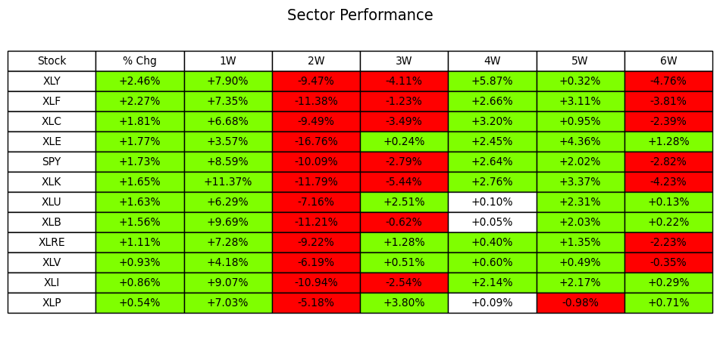 Sector Performance
Stock % Chg 1W 2W 3W 4W 5W 6W
XLY +2.46% +7.90% -9.47% -4.11% +5.87% +0.32% -4.76%
XLF +2.27% +7.35% -11.38% -1.23% +2.66% +3.11% -3.81%
XLC +1.81% +6.68% -9.49% -3.49% +3.20% +0.95% -2.39%
XLE +1.77% +3.57% -16.76% +0.24% +2.45% +4.36% +1.28%
SPY +1.73% +8.59% -10.09% -2.79% +2.64% +2.02% -2.82%
XLK +1.65% +11.37% -11.79% -5.44% +2.76% +3.37% -4.23%
XLU +1.63% +6.29% -7.16% +2.51% +0.10% +2.31% +0.13%
XLB +1.56% +9.69% -11.21% -0.62% +0.05% +2.03% +0.22%
XLRE +1.11% +7.28% -9.22% +1.28% +0.40% +1.35% -2.23%
XLV +0.93% +4.18% -6.19% +0.51% +0.60% +0.49% -0.35%
XLI +0.86% +9.07% -10.94% -2.54% +2.14% +2.17% +0.29%
XLP +0.54% +7.03% -5.18% +3.80% +0.09% -0.98% +0.71%